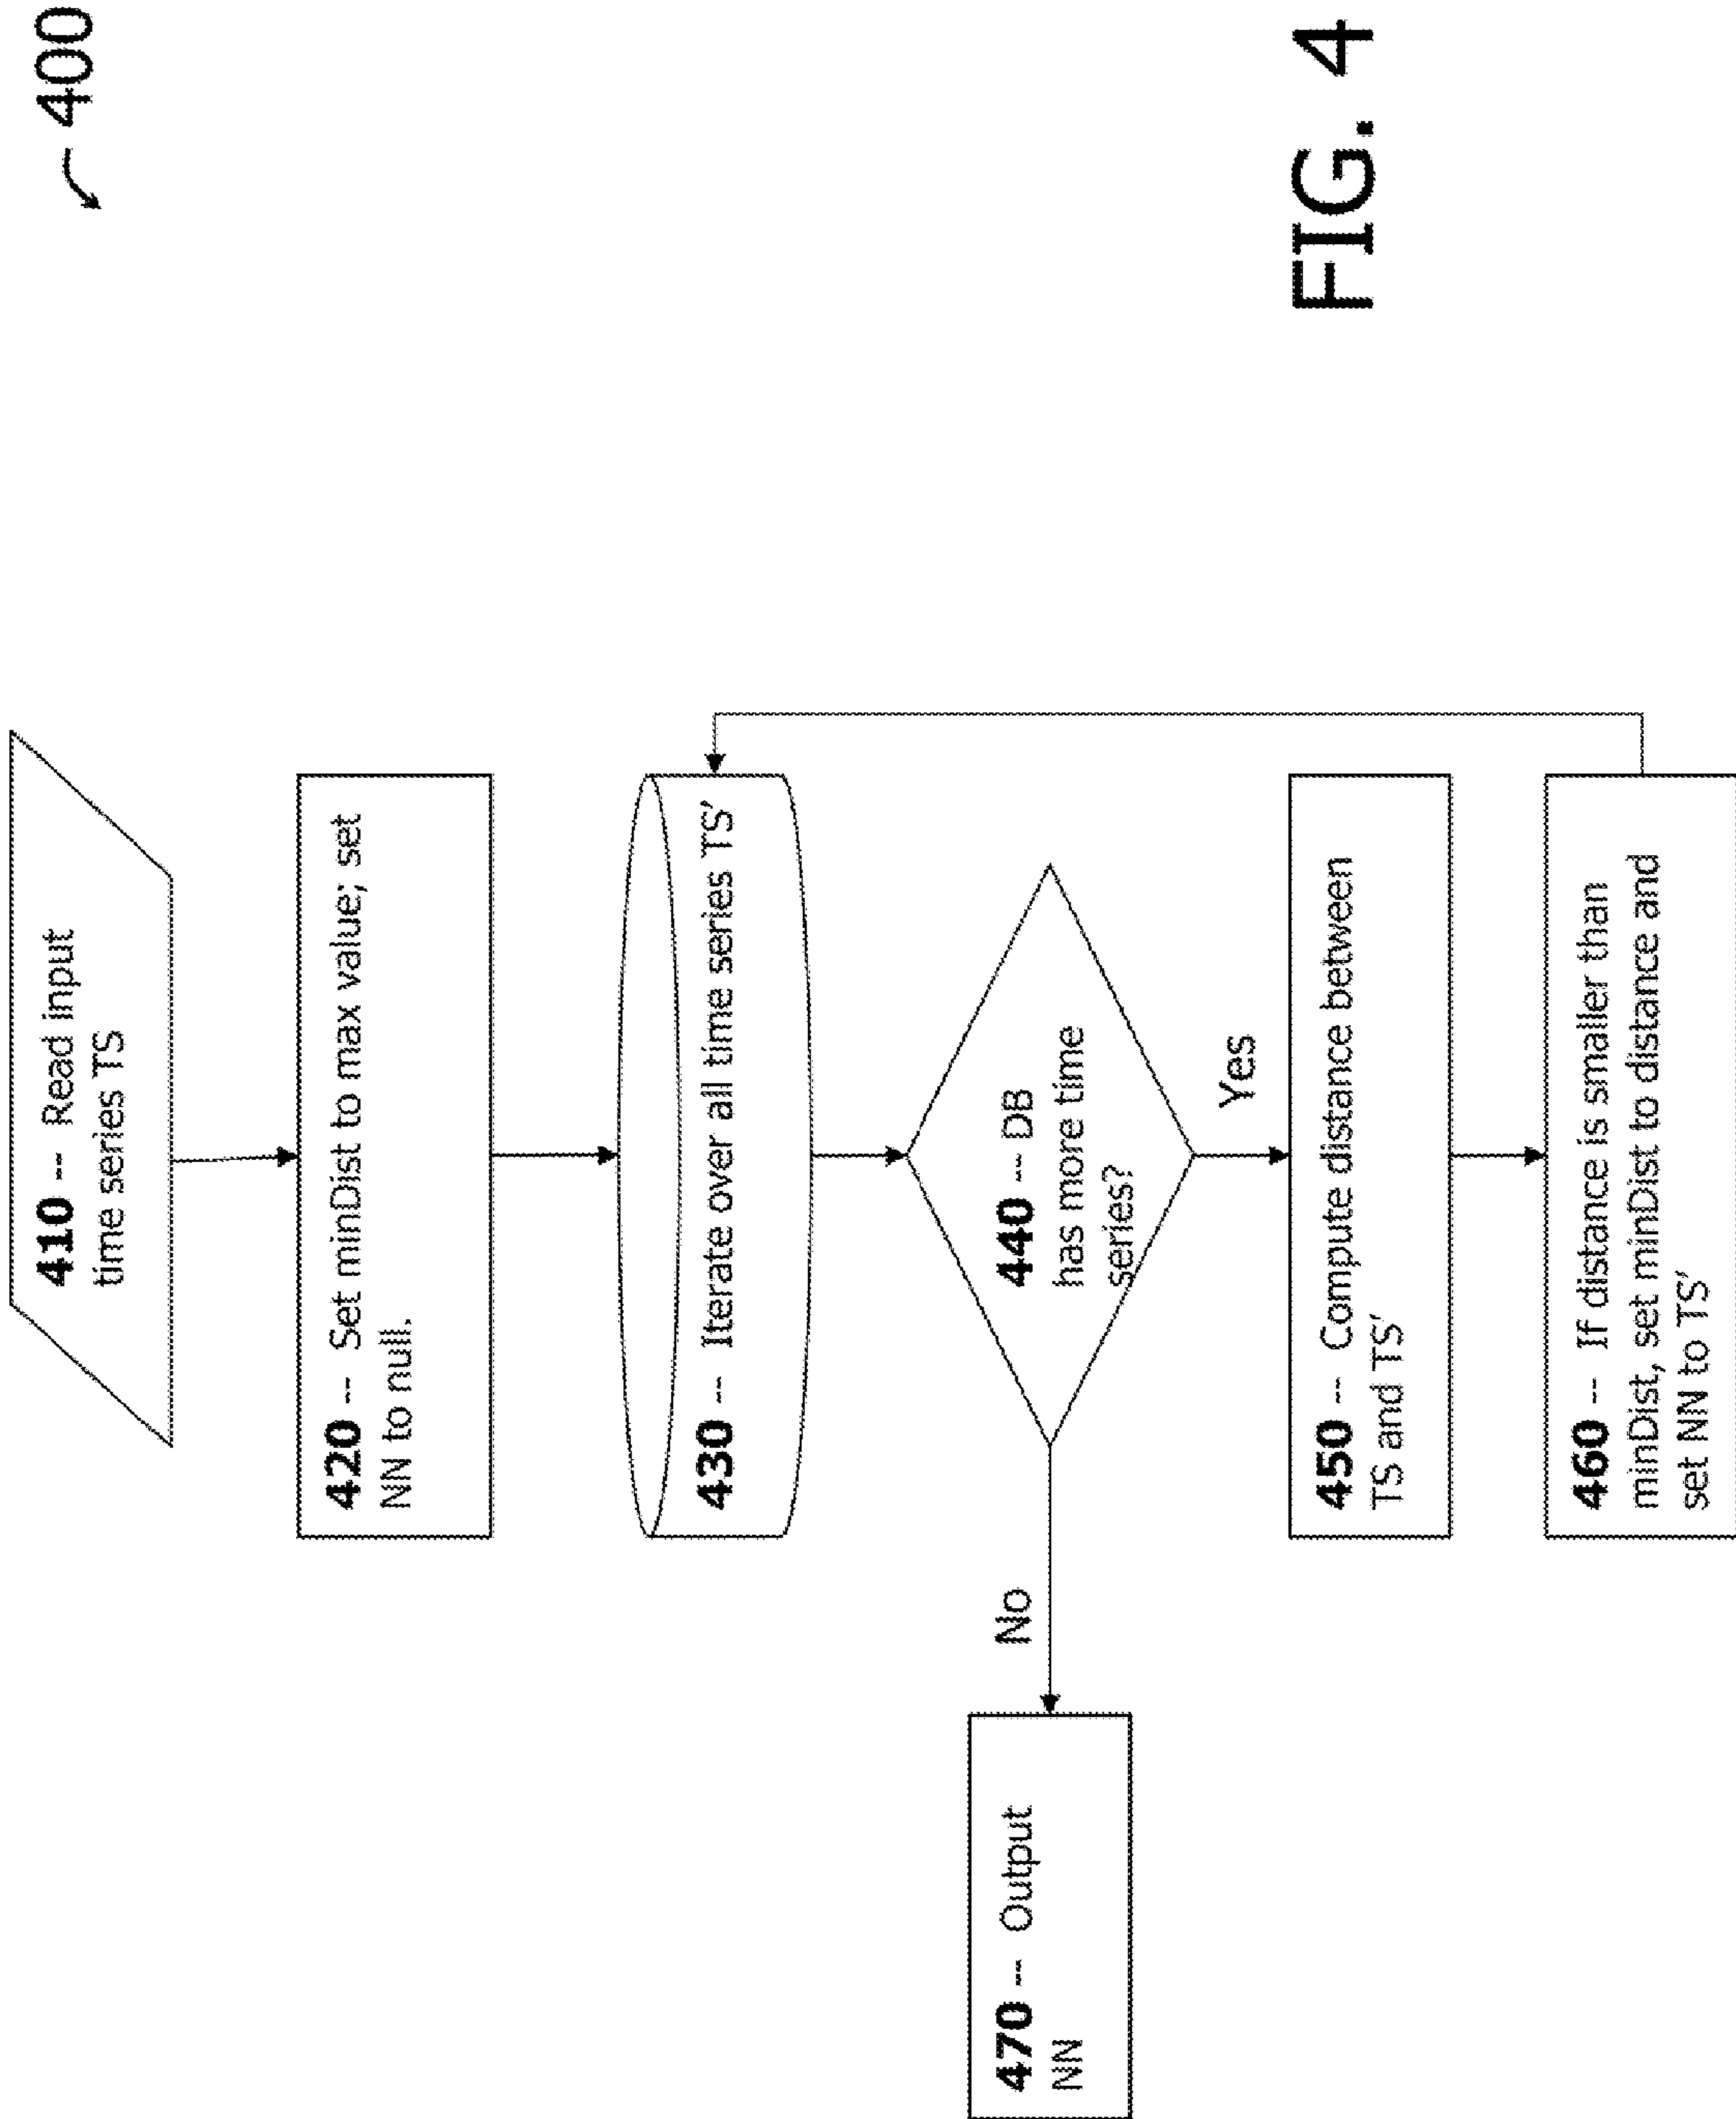 400
410 -- Read input
time series TS
420 -- Set minDist to max value; set
NN to null.
430 -- Iterate over all time series TS'
440 -- DB
has more time
series?
No
Yes
470 -- Output
NN
450 -- Compute distance between
TS and TS'
460 -- If distance is smaller than
minDist, set minDist to distance and
set NN to TS'
FIG. 4